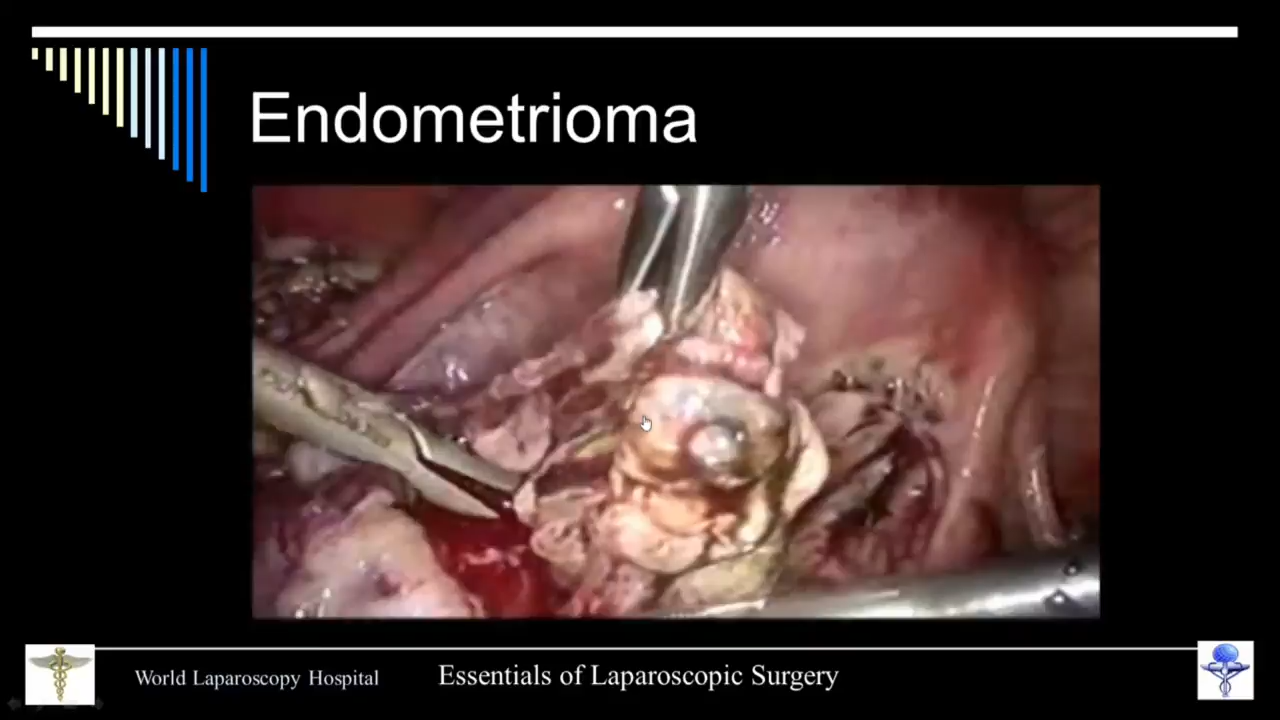 Endometrioma
World Laparoscopy Hospital
Essentials of Laparoscopic Surgery